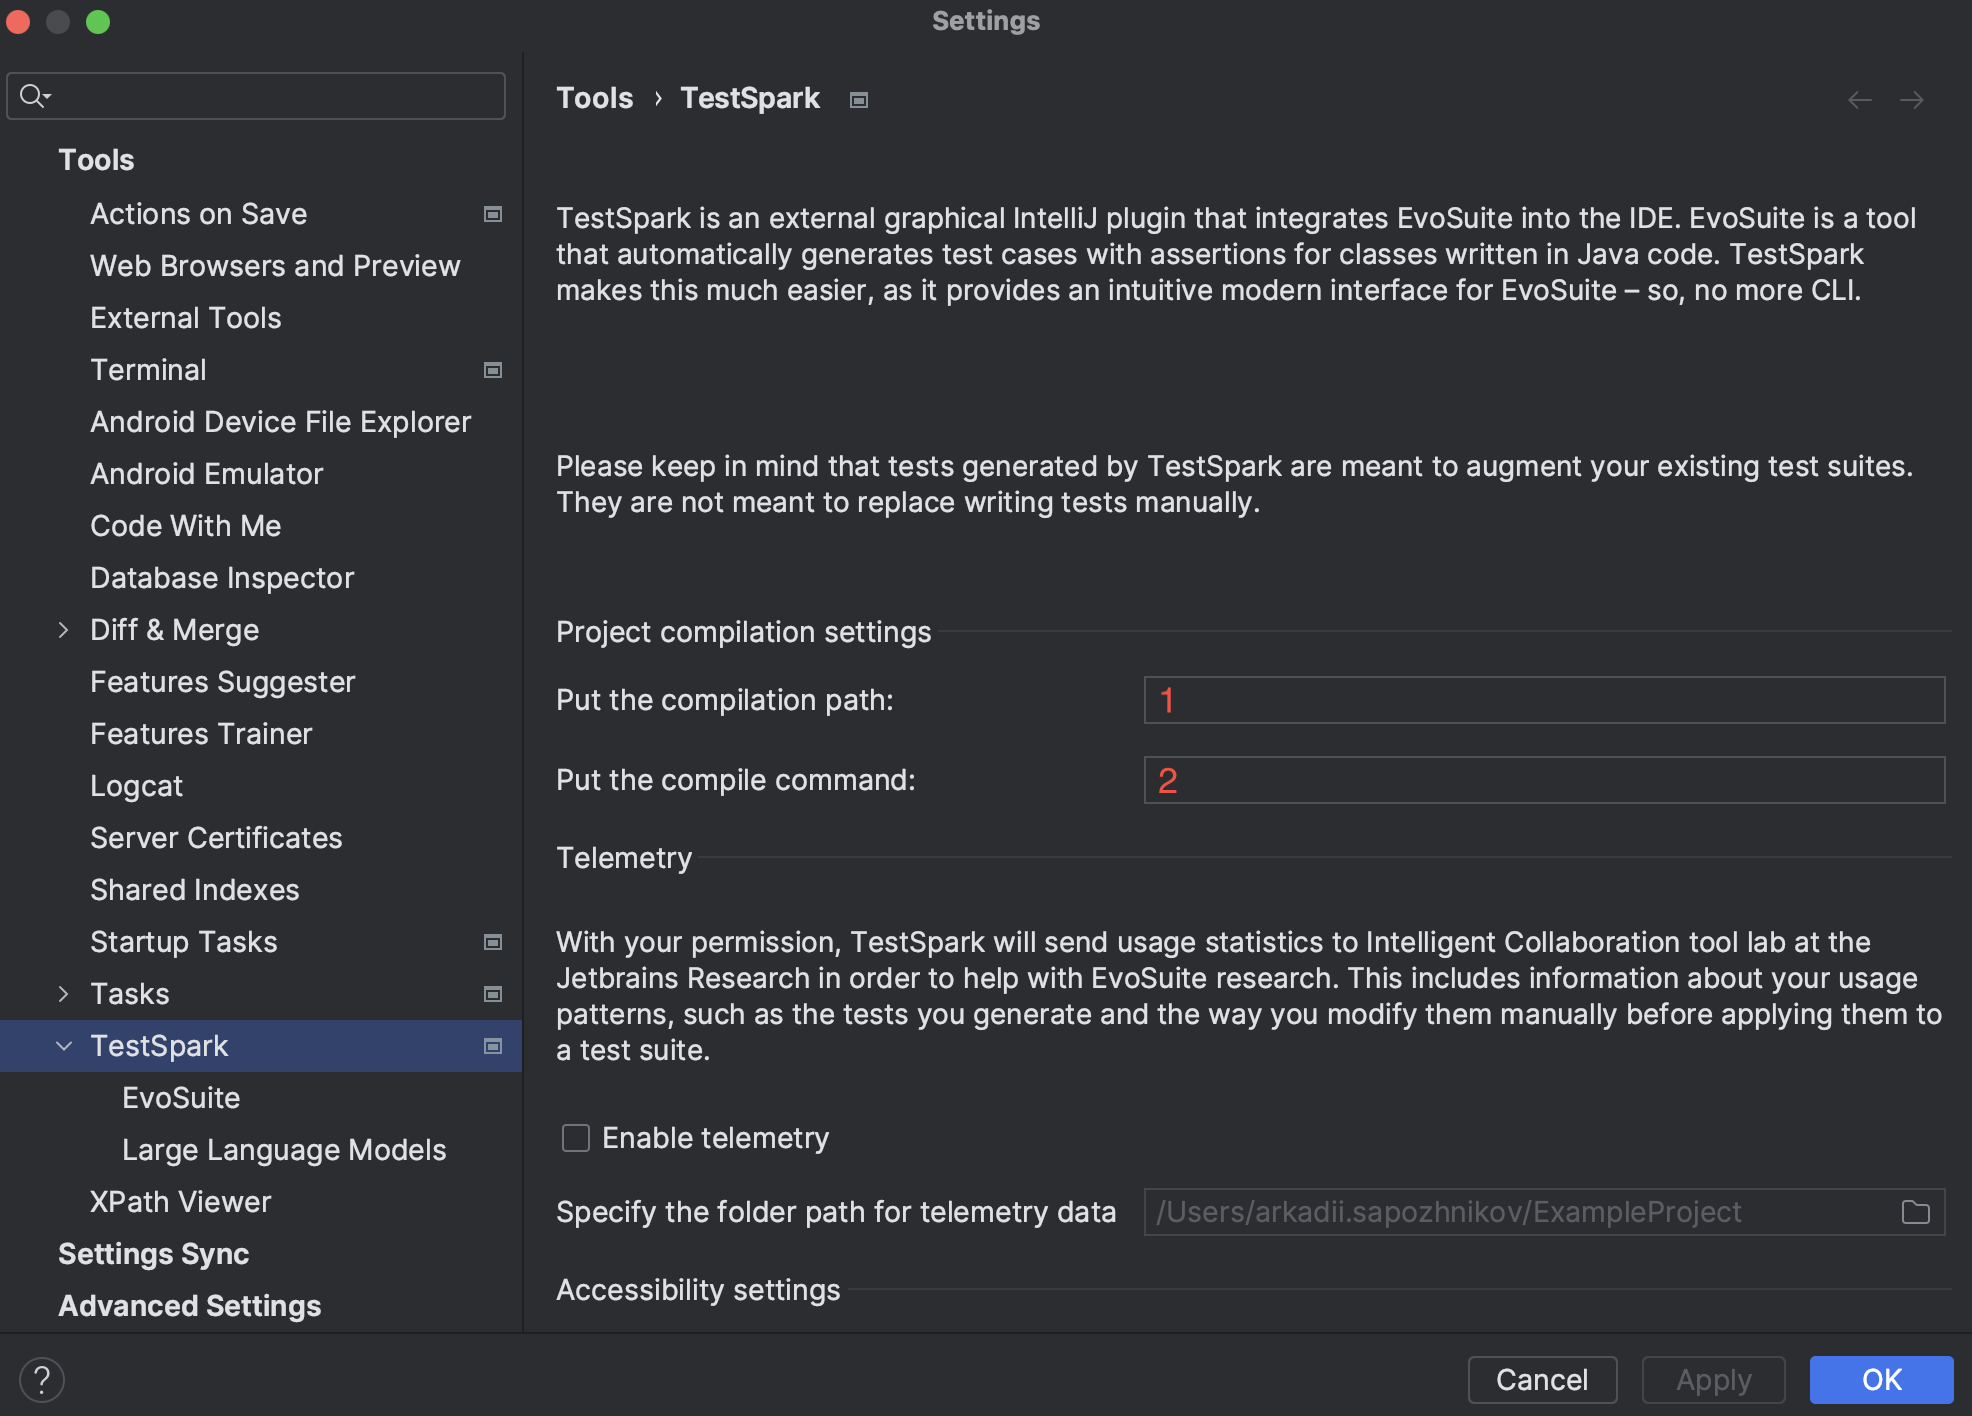 Settings
Tools
Actions on Save
Web Browsers and Preview
External Tools
Terminal
Android Device File Explorer
Android Emulator
Code With Me
Database Inspector
Diff & Merge
Features Suggester
Features Trainer
Logcat
Server Certificates
Shared Indexes
Startup Tasks
Tasks
TestSpark
EvoSuite
Large Language Models
XPath Viewer
Settings Sync
Advanced Settings
Tools › TestSpark
TestSpark is an external graphical IntelliJ plugin that integrates EvoSuite into the IDE. EvoSuite is a tool
that automatically generates test cases with assertions for classes written in Java code. TestSpark
makes this much easier, as it provides an intuitive modern interface for EvoSuite – so, no more CLI.
Please keep in mind that tests generated by TestSpark are meant to augment your existing test suites.
They are not meant to replace writing tests manually.
Project compilation settings
Put the compilation path: 1
Put the compile command: 2
Telemetry
With your permission, TestSpark will send usage statistics to Intelligent Collaboration tool lab at the
Jetbrains Research in order to help with EvoSuite research. This includes information about your usage
patterns, such as the tests you generate and the way you modify them manually before applying them to
a test suite.
Enable telemetry
Specify the folder path for telemetry data /Users/arkadii.sapozhnikov/ExampleProject
Accessibility settings
? Cancel Apply OK